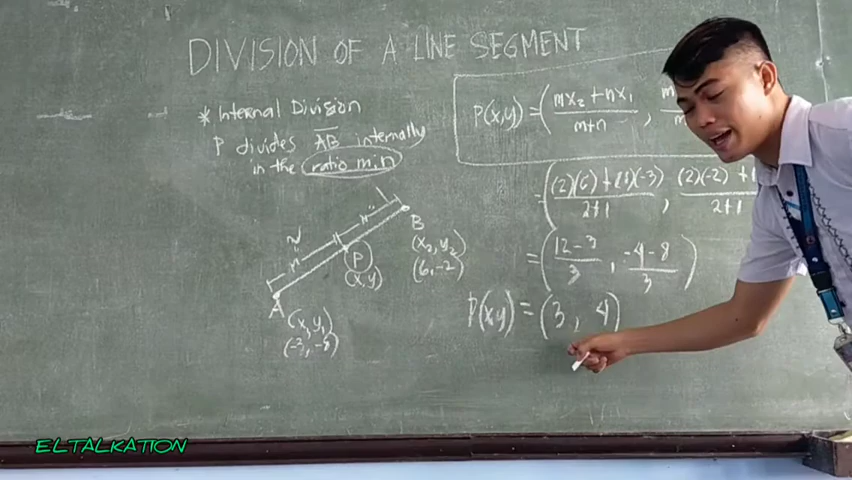 DIVISION OF A LINE SEGMENT
* Internal Division
P divides AB internally
in the ratio m:n
P(x,y) = (mx₂+nx₁ / m+n , m
= ((2)(6)+(1)(-3) / 2+1 , (2)(-2)+1 / 2+1
= (12-3 / 3 , -4-8 / 3)
P(x,y) = (3, 4)
P
(x,y)
B
(x₂, y₂)
(6, -2)
A
(x₁, y₁)
(-3, -8)
ELTALKATION